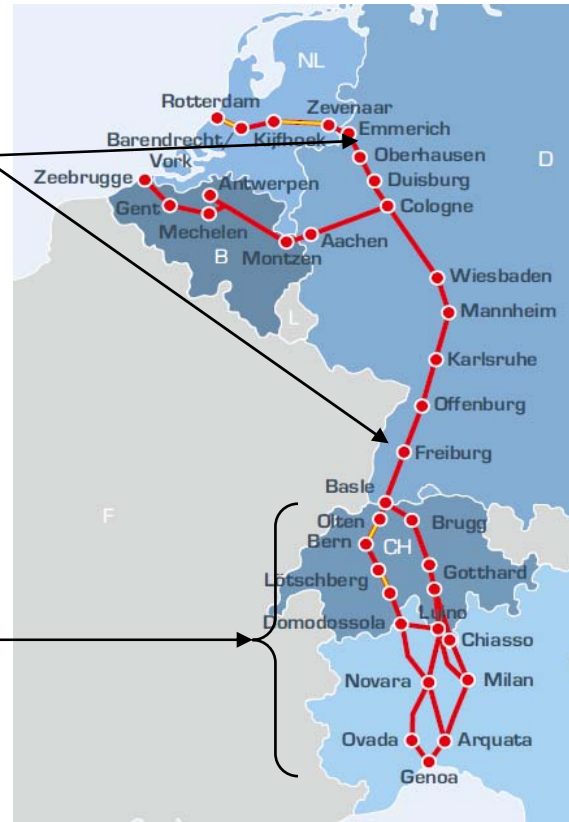 NL
Rotterdam
Zevenaar
Barendrecht/
Vork
Kijfhoek
Emmerich
Oberhausen
D
Zeebrugge
Antwerpen
Duisburg
Gent
Cologne
Mechelen
Aachen
B
Montzen
Wiesbaden
L
Mannheim
Karlsruhe
Offenburg
Freiburg
Basle
F
Olten
Brugg
Bern
CH
Gotthard
Lötschberg
Domodossola
Luino
Chiasso
Novara
Milan
Ovada
Arquata
Genoa